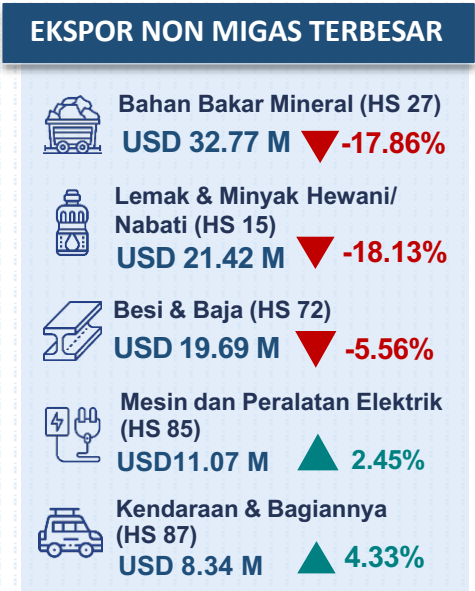 EKSPOR NON MIGAS TERBESAR
Bahan Bakar Mineral (HS 27)
USD 32.77 M -17.86%
Lemak & Minyak Hewani/
Nabati (HS 15)
USD 21.42 M -18.13%
Besi & Baja (HS 72)
USD 19.69 M -5.56%
Mesin dan Peralatan Elektrik
(HS 85)
USD11.07 M 2.45%
Kendaraan & Bagiannya
(HS 87)
USD 8.34 M 4.33%